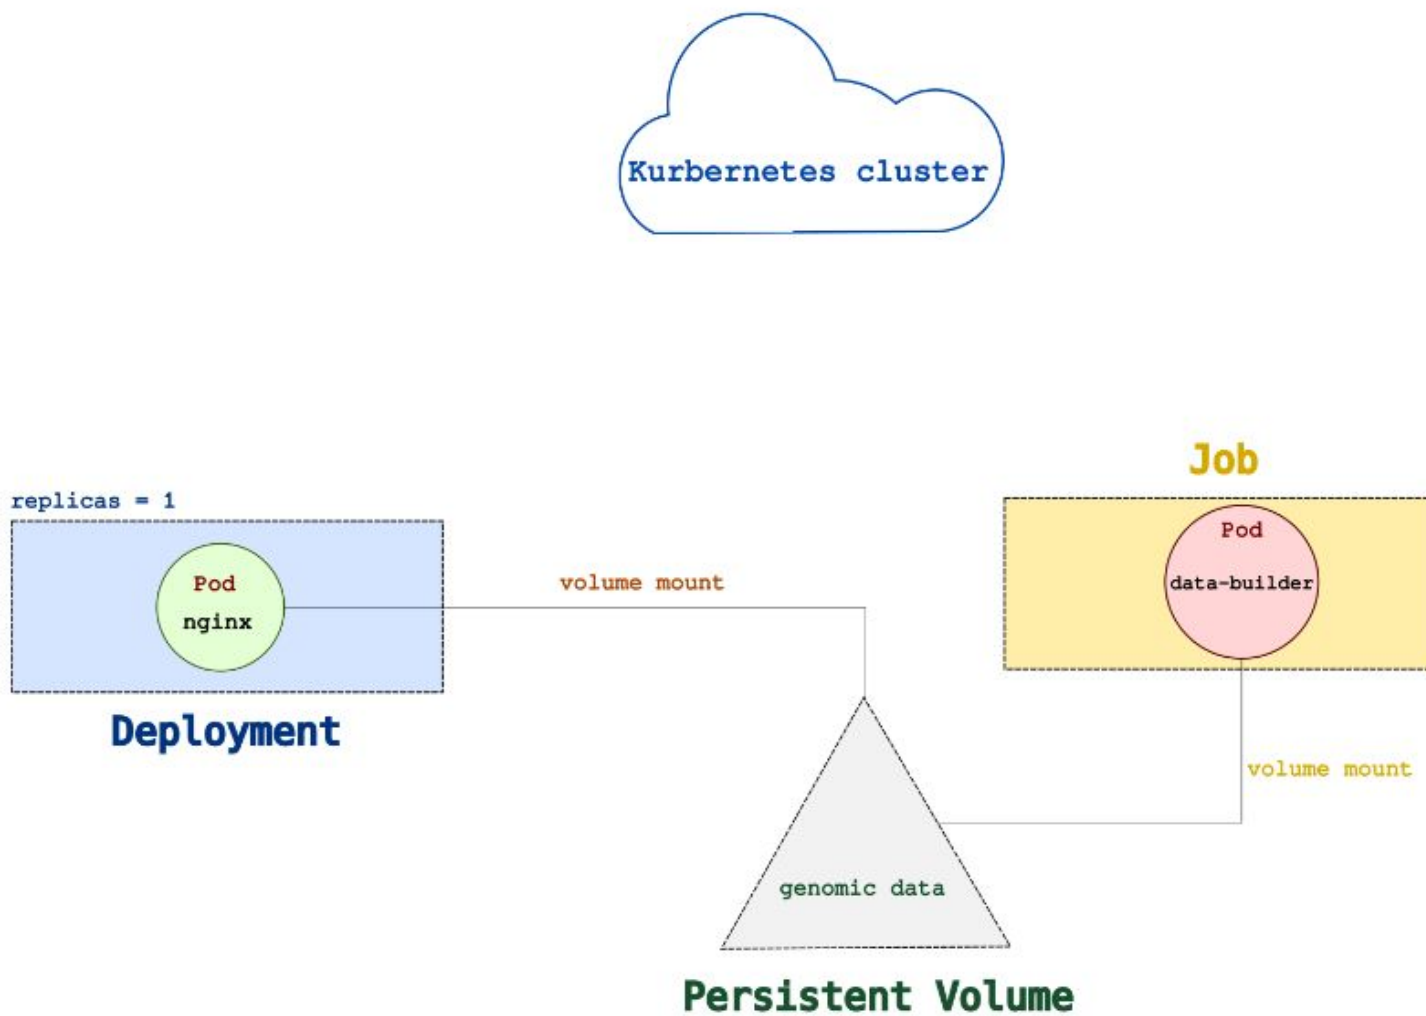 Kurbernetes cluster
Job
replicas = 1
Pod
data-builder
Pod
nginx
volume mount
Deployment
volume mount
genomic data
Persistent Volume